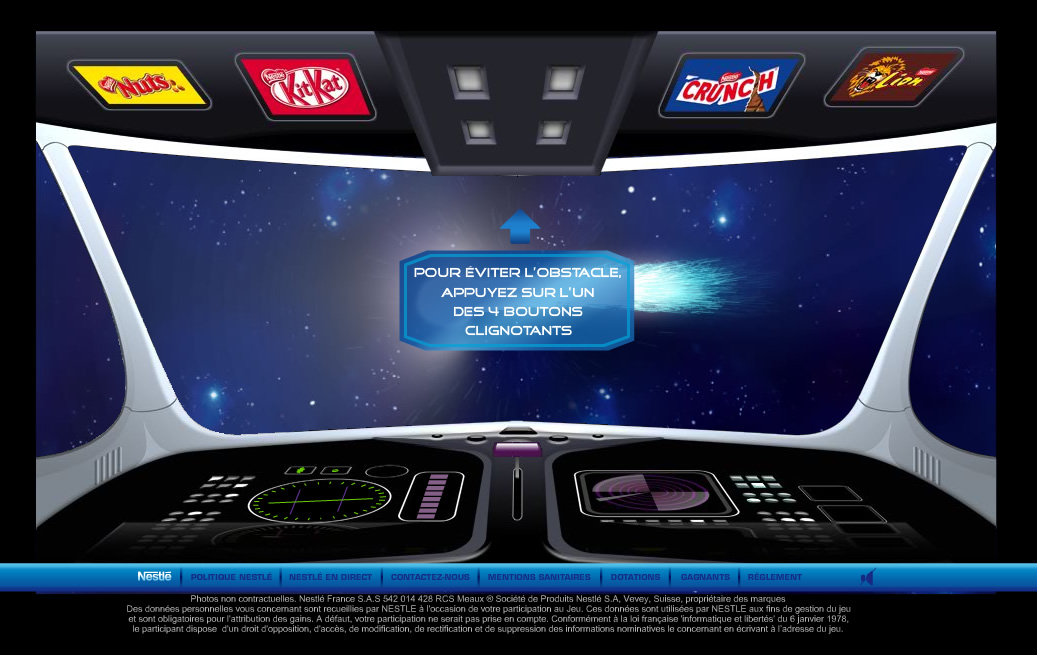 Nestlé Nuts
Nestlé KitKat
Nestlé CRUNCH
Lion Nestlé
POUR ÉVITER L'OBSTACLE,
APPUYEZ SUR L'UN
DES 4 BOUTONS
CLIGNOTANTS
Nestlé POLITIQUE NESTLÉ NESTLÉ EN DIRECT CONTACTEZ-NOUS MENTIONS SANITAIRES DOTATIONS GAGNANTS RÈGLEMENT
Photos non contractuelles. Nestlé France S.A.S 542 014 428 RCS Meaux ® Société de Produits Nestlé S.A, Vevey, Suisse, propriétaire des marques
Des données personnelles vous concernant sont recueillies par NESTLE à l'occasion de votre participation au Jeu. Ces données sont utilisées par NESTLE aux fins de gestion du jeu
et sont obligatoires pour l'attribution des gains. A défaut, votre participation ne serait pas prise en compte. Conformément à la loi française 'informatique et libertés' du 6 janvier 1978,
le participant dispose d'un droit d'opposition, d'accès, de modification, de rectification et de suppression des informations nominatives le concernant en écrivant à l'adresse du jeu.